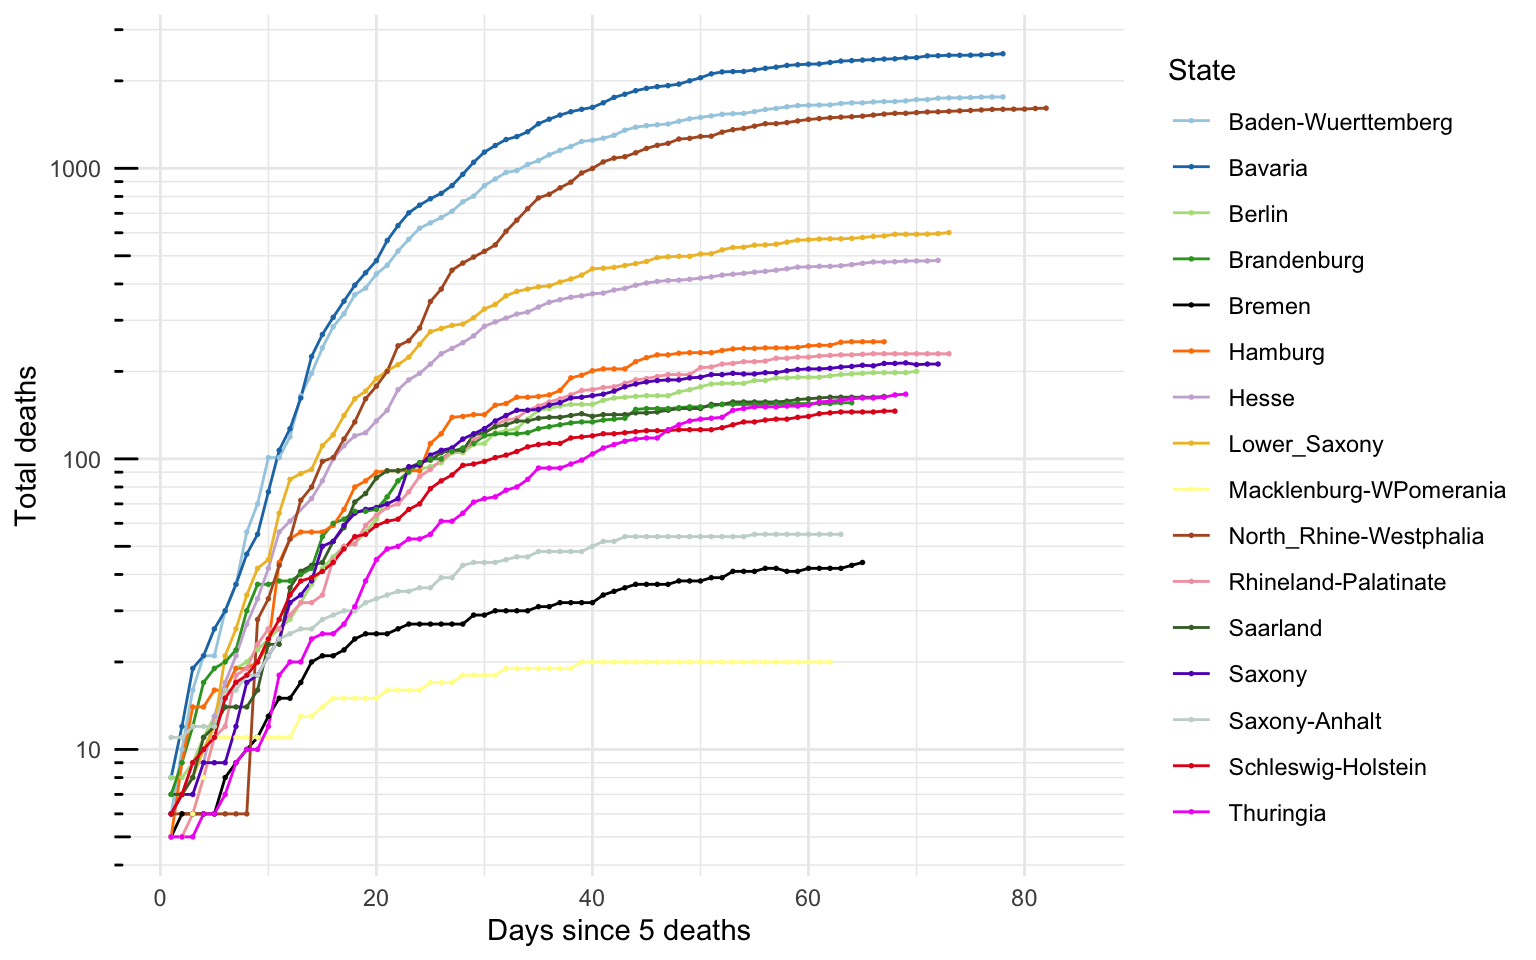 Total deaths
1000
100
10
0 20 40 60 80
Days since 5 deaths
State
Baden-Wuerttemberg
Bavaria
Berlin
Brandenburg
Bremen
Hamburg
Hesse
Lower_Saxony
Macklenburg-WPomerania
North_Rhine-Westphalia
Rhineland-Palatinate
Saarland
Saxony
Saxony-Anhalt
Schleswig-Holstein
Thuringia